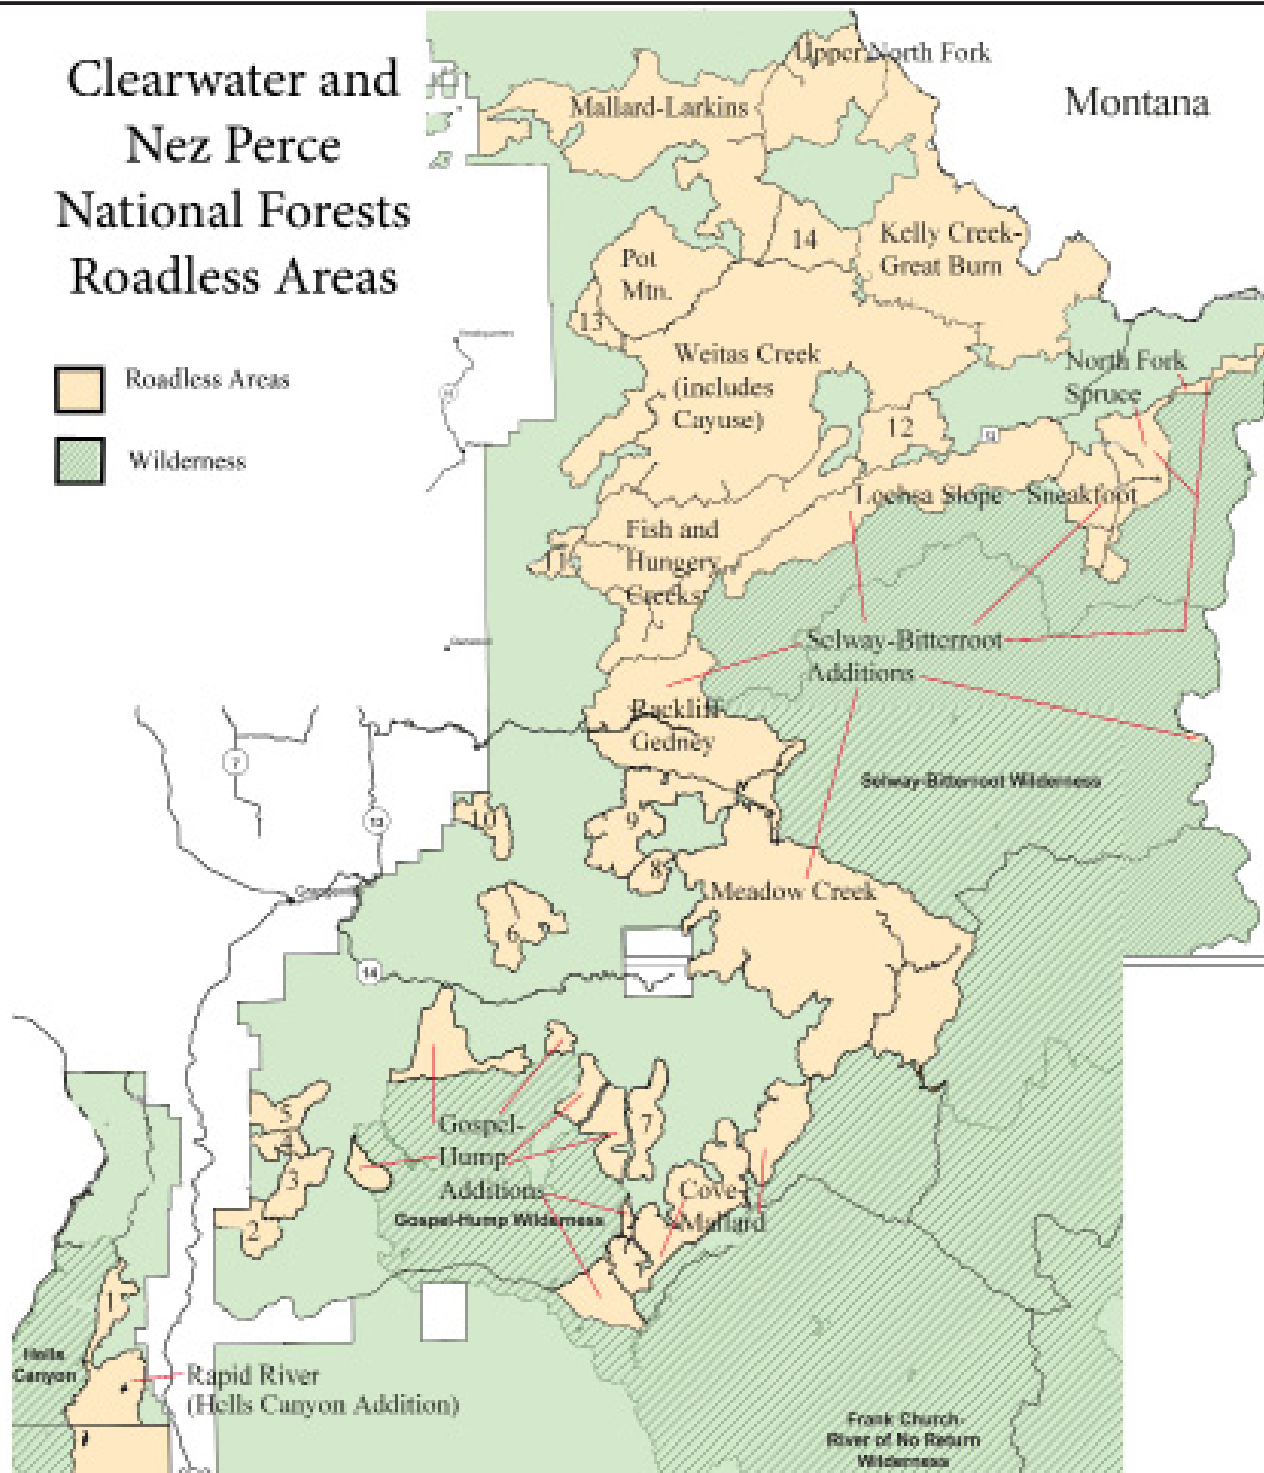 Clearwater and
Nez Perce
National Forests
Roadless Areas
Roadless Areas
Wilderness
Upper North Fork
Mallard-Larkins
Montana
14
Kelly Creek-
Great Burn
Pot
Mtn.
13
Weitas Creek
(includes
Cayuse)
North Fork
Spruce
12
12
Lochsa Slope
Sneakfoot
Fish and
Hungery
Creeks
11
Selway-Bitterroot
Additions
Rackliff-
Gedney
Selway-Bitterroot Wilderness
7
13
10
9
8
Meadow Creek
6
14
5
4
3
2
7
Gospel-
Hump
Additions
Gospel-Hump Wilderness
Cove-
Mallard
1
Hells
Canyon
Rapid River
(Hells Canyon Addition)
Frank Church-
River of No Return
Wilderness